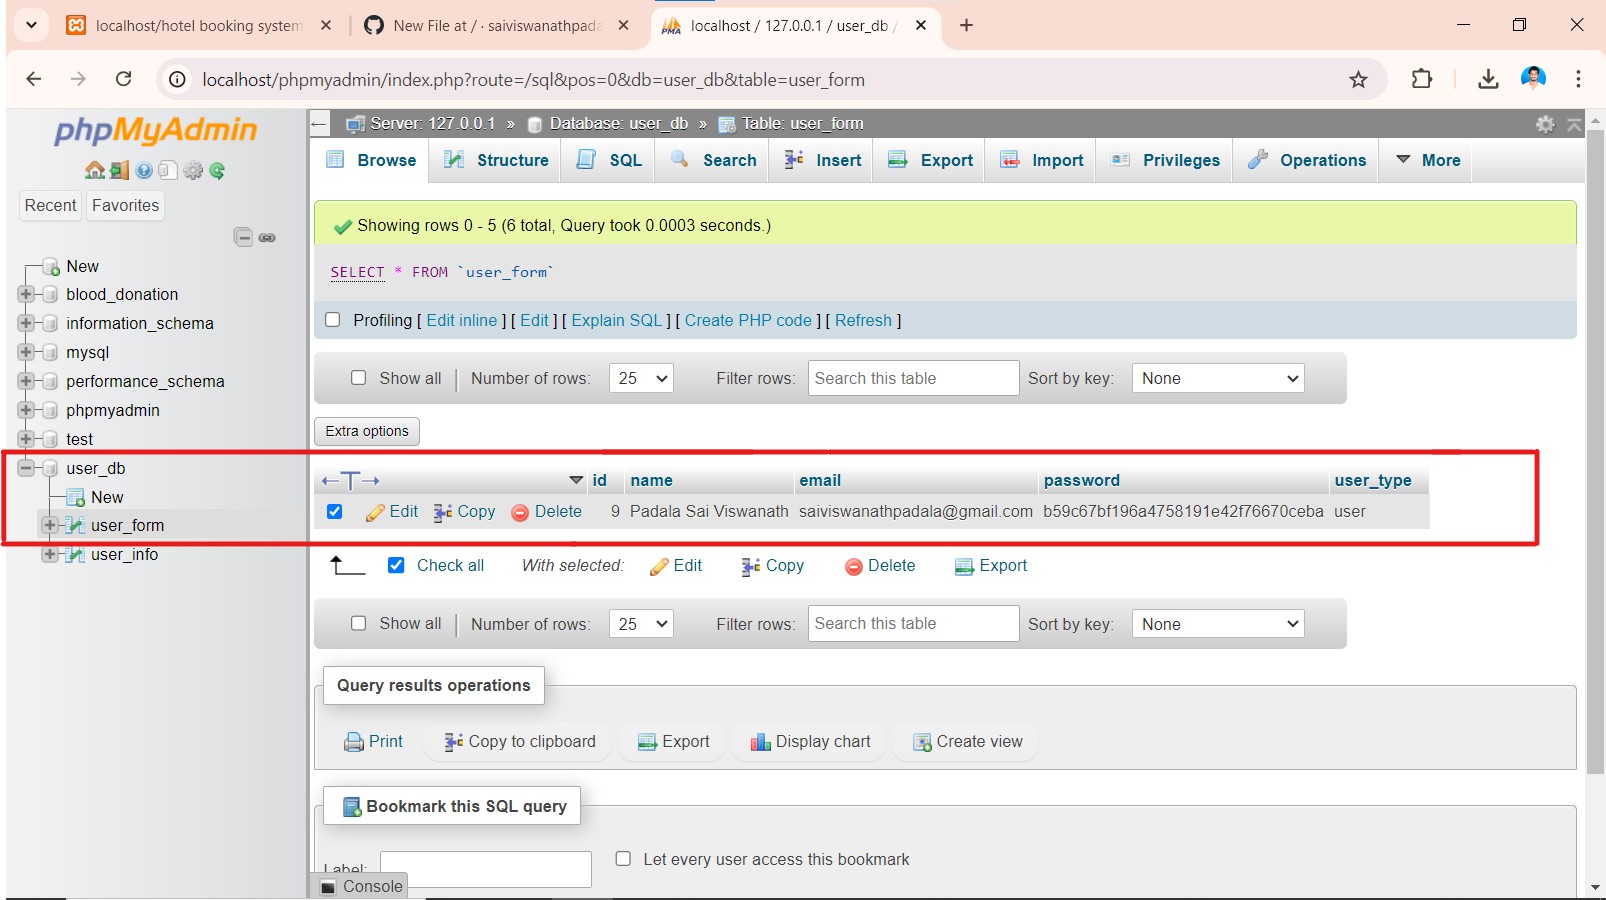 localhost/hotel booking system
New File at / · saiviswanathpada
localhost / 127.0.0.1 / user_db /
localhost/phpmyadmin/index.php?route=/sql&pos=0&db=user_db&table=user_form
phpMyAdmin
Recent Favorites
New
blood_donation
information_schema
mysql
performance_schema
phpmyadmin
test
user_db
New
user_form
user_info
Server: 127.0.0.1 » Database: user_db » Table: user_form
Browse Structure SQL Search Insert Export Import Privileges Operations More
Showing rows 0 - 5 (6 total, Query took 0.0003 seconds.)
SELECT * FROM `user_form`
Profiling [ Edit inline ] [ Edit ] [ Explain SQL ] [ Create PHP code ] [ Refresh ]
Show all Number of rows: 25 Filter rows: Search this table Sort by key: None
Extra options
id name email password user_type
Edit Copy Delete 9 Padala Sai Viswanath saiviswanathpadala@gmail.com b59c67bf196a4758191e42f76670ceba user
Check all With selected: Edit Copy Delete Export
Show all Number of rows: 25 Filter rows: Search this table Sort by key: None
Query results operations
Print Copy to clipboard Export Display chart Create view
Bookmark this SQL query
Label: Let every user access this bookmark
Console